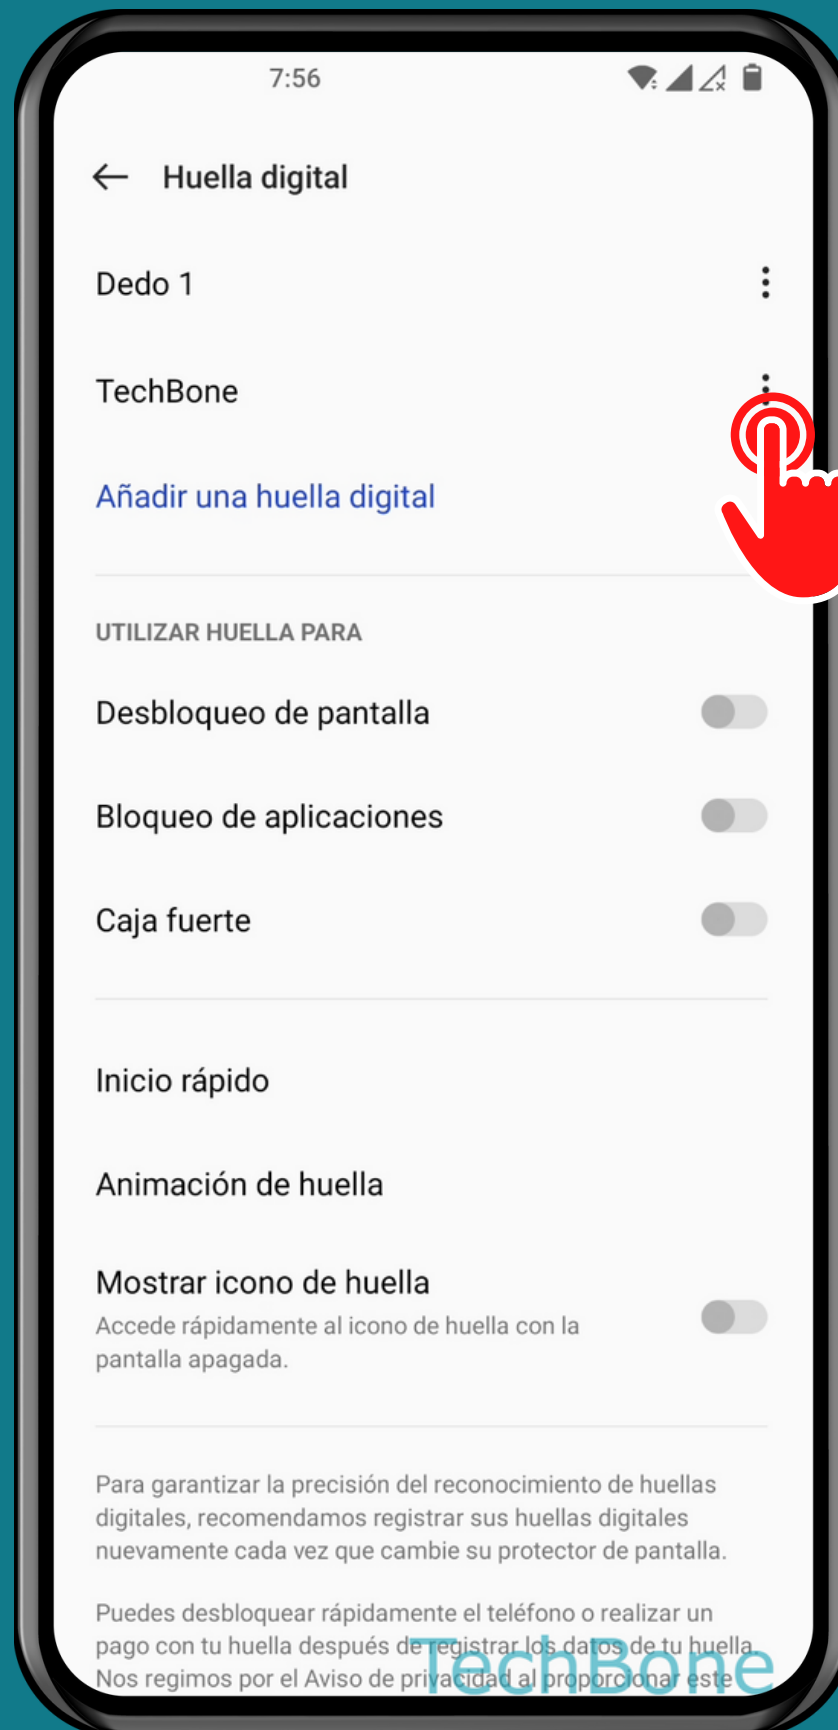 7:56
Huella digital
Dedo 1
TechBone
Añadir una huella digital
UTILIZAR HUELLA PARA
Desbloqueo de pantalla
Bloqueo de aplicaciones
Caja fuerte
Inicio rápido
Animación de huella
Mostrar icono de huella
Accede rápidamente al icono de huella con la
pantalla apagada.
Para garantizar la precisión del reconocimiento de huellas
digitales, recomendamos registrar sus huellas digitales
nuevamente cada vez que cambie su protector de pantalla.
Puedes desbloquear rápidamente el teléfono o realizar un
pago con tu huella después de registrar los datos de tu huella.
Nos regimos por el Aviso de privacidad al proporcionar este
TechBone